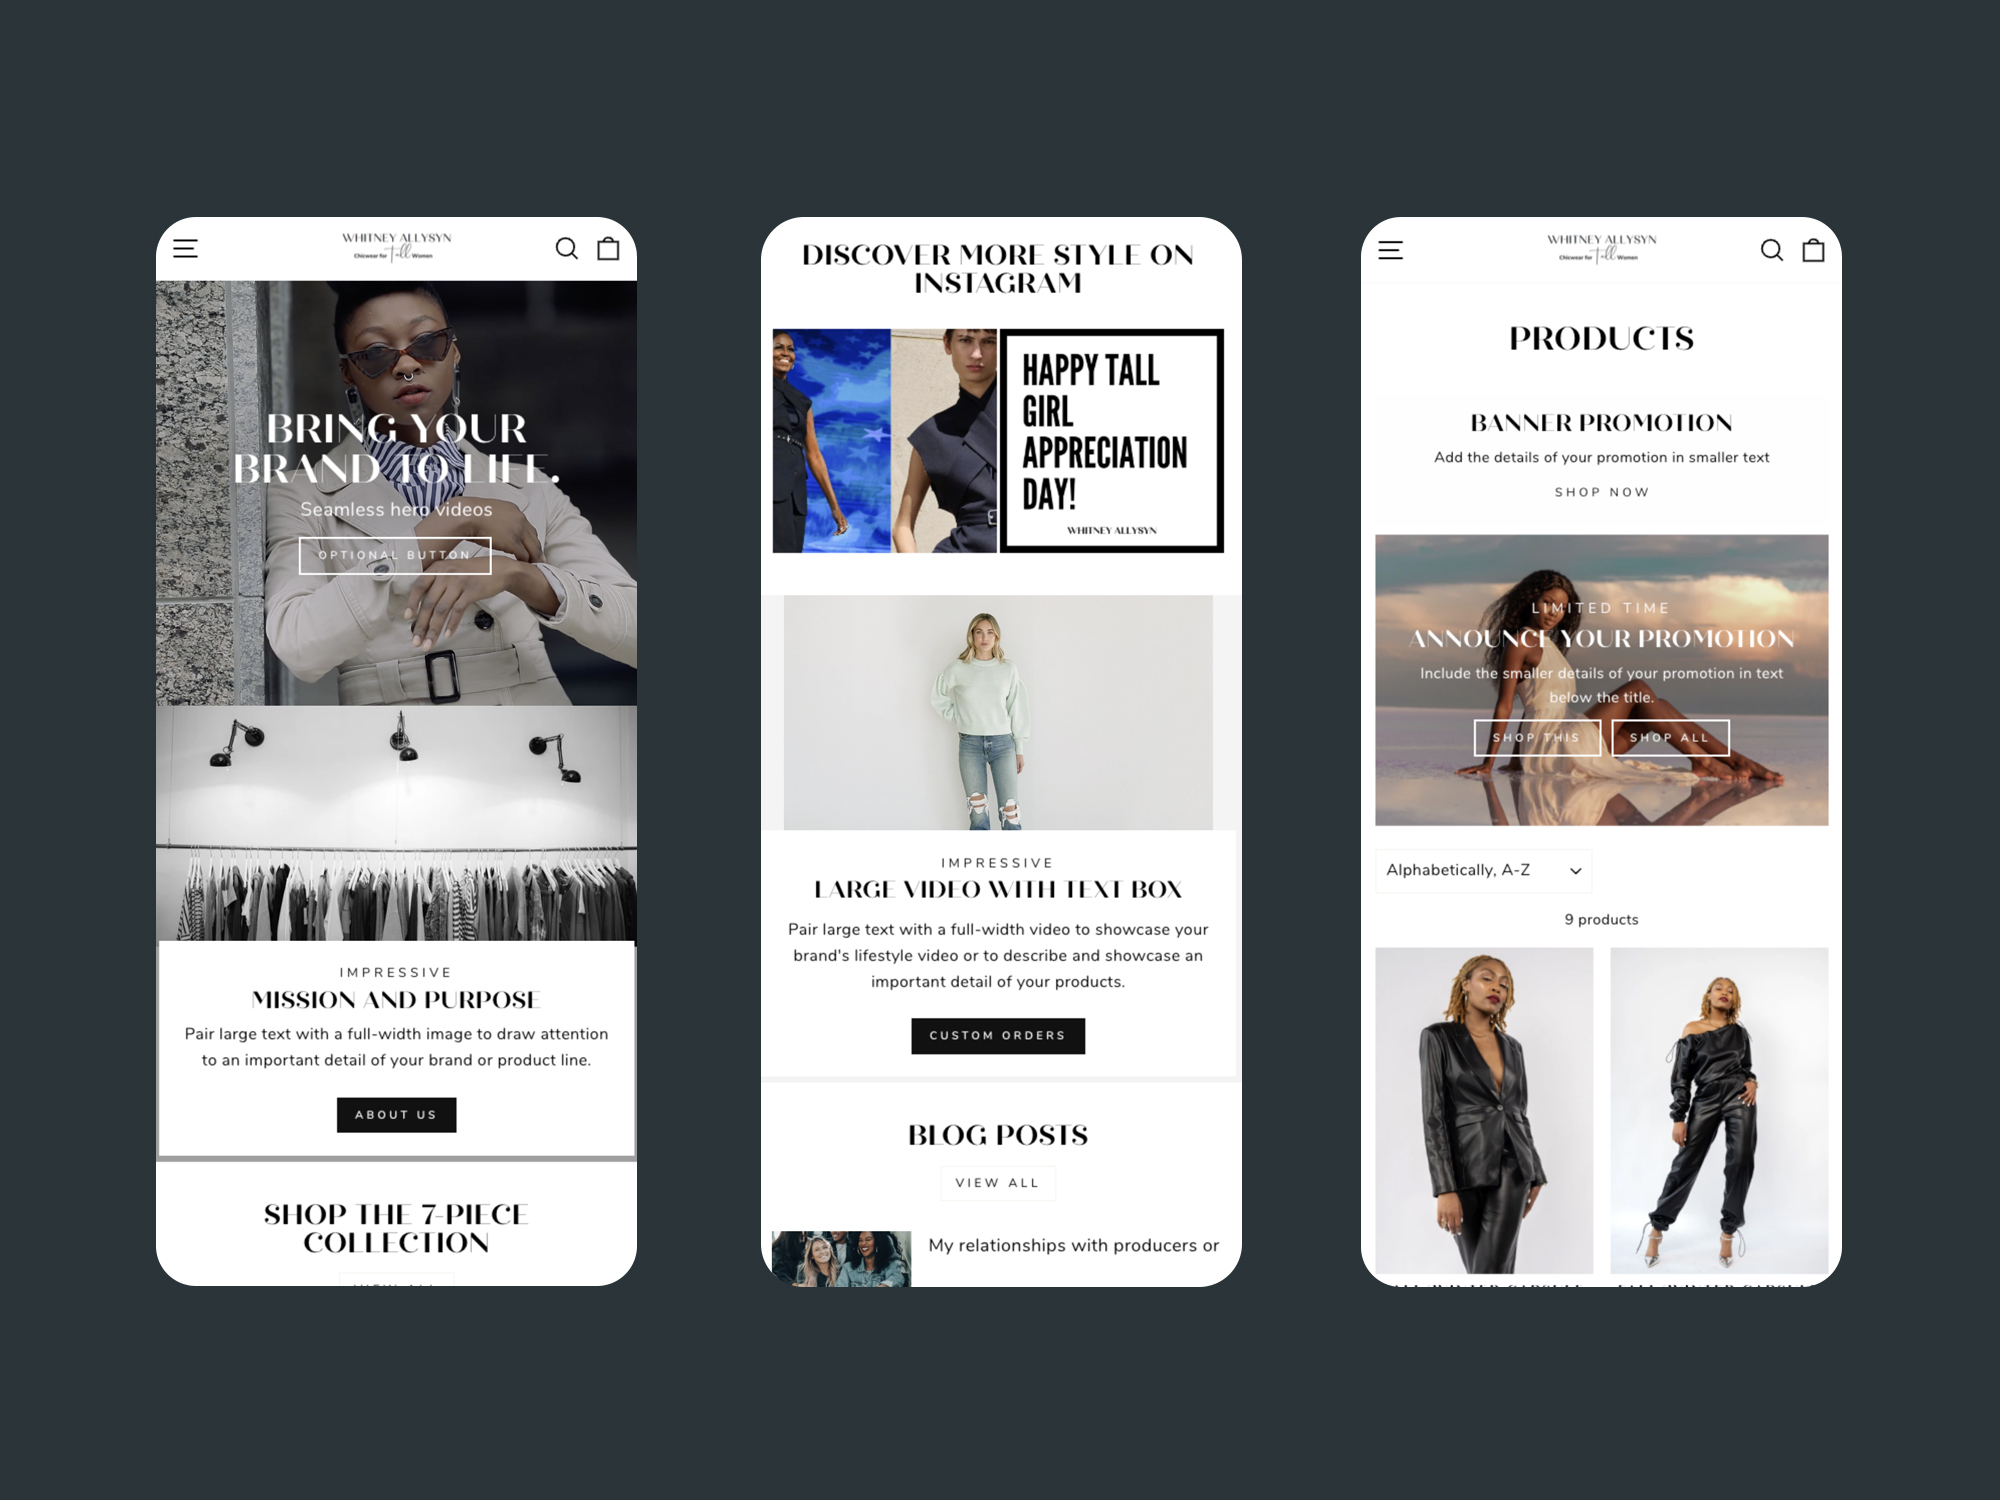 WHITNEY ALLYSYN
Chicwear for tall Women
BRING YOUR
BRAND TO LIFE.
Seamless hero videos
OPTIONAL BUTTON
IMPRESSIVE
MISSION AND PURPOSE
Pair large text with a full-width image to draw attention
to an important detail of your brand or product line.
ABOUT US
SHOP THE 7-PIECE
COLLECTION
DISCOVER MORE STYLE ON
INSTAGRAM
HAPPY TALL
GIRL
APPRECIATION
DAY!
WHITNEY ALLYSYN
IMPRESSIVE
LARGE VIDEO WITH TEXT BOX
Pair large text with a full-width video to showcase your
brand's lifestyle video or to describe and showcase an
important detail of your products.
CUSTOM ORDERS
BLOG POSTS
VIEW ALL
My relationships with producers or
WHITNEY ALLYSYN
Chicwear for tall Women
PRODUCTS
BANNER PROMOTION
Add the details of your promotion in smaller text
SHOP NOW
LIMITED TIME
ANNOUNCE YOUR PROMOTION
Include the smaller details of your promotion in text
below the title.
SHOP THIS
SHOP ALL
Alphabetically, A-Z
9 products